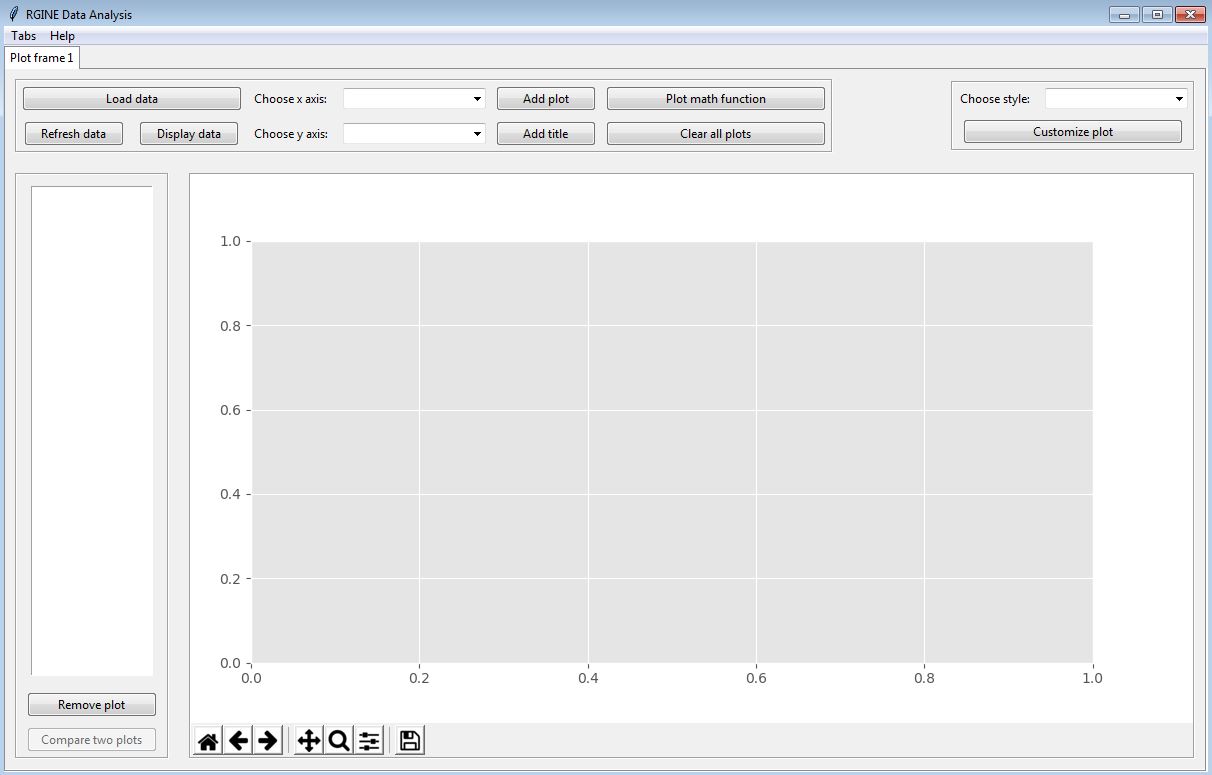 RGINE Data Analysis
Tabs Help
Plot frame 1
Load data Choose x axis: Add plot Plot math function Choose style:
Refresh data Display data Choose y axis: Add title Clear all plots Customize plot
1.0
0.8
0.6
0.4
0.2
0.0
0.0 0.2 0.4 0.6 0.8 1.0
Remove plot
Compare two plots